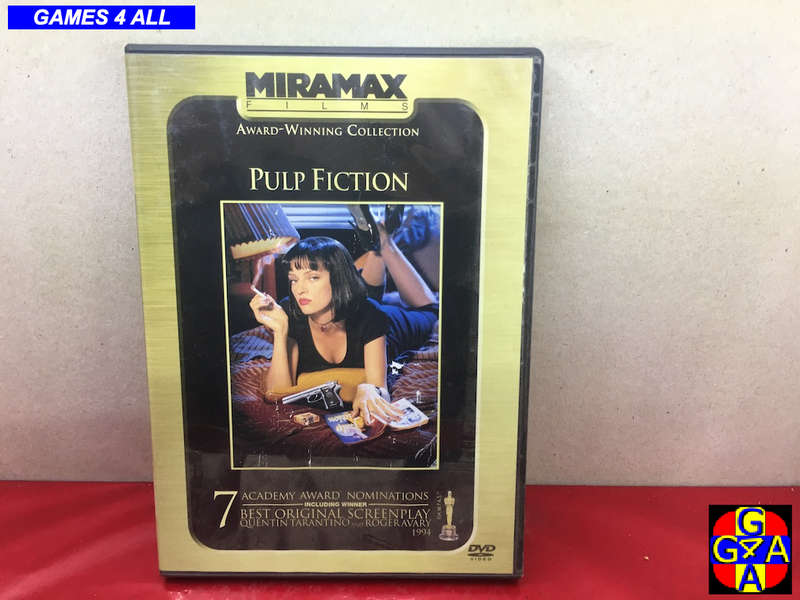 GAMES 4 ALL
MIRAMAX
FILMS
AWARD-WINNING COLLECTION
PULP FICTION
7 ACADEMY AWARD NOMINATIONS
INCLUDING WINNER
BEST ORIGINAL SCREENPLAY
QUENTIN TARANTINO AND ROGER AVARY
1994
DVD
VIDEO
G
G4A
A